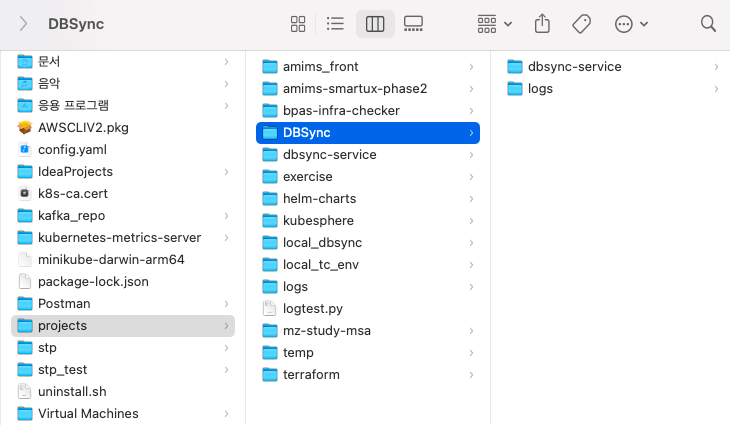 DBSync
문서
음악
응용 프로그램
AWSCLIV2.pkg
config.yaml
IdeaProjects
k8s-ca.cert
kafka_repo
kubernetes-metrics-server
minikube-darwin-arm64
package-lock.json
Postman
projects
stp
stp_test
uninstall.sh
Virtual Machines
amims_front
amims-smartux-phase2
bpas-infra-checker
DBSync
dbsync-service
exercise
helm-charts
kubesphere
local_dbsync
local_tc_env
logs
logtest.py
mz-study-msa
temp
terraform
dbsync-service
logs